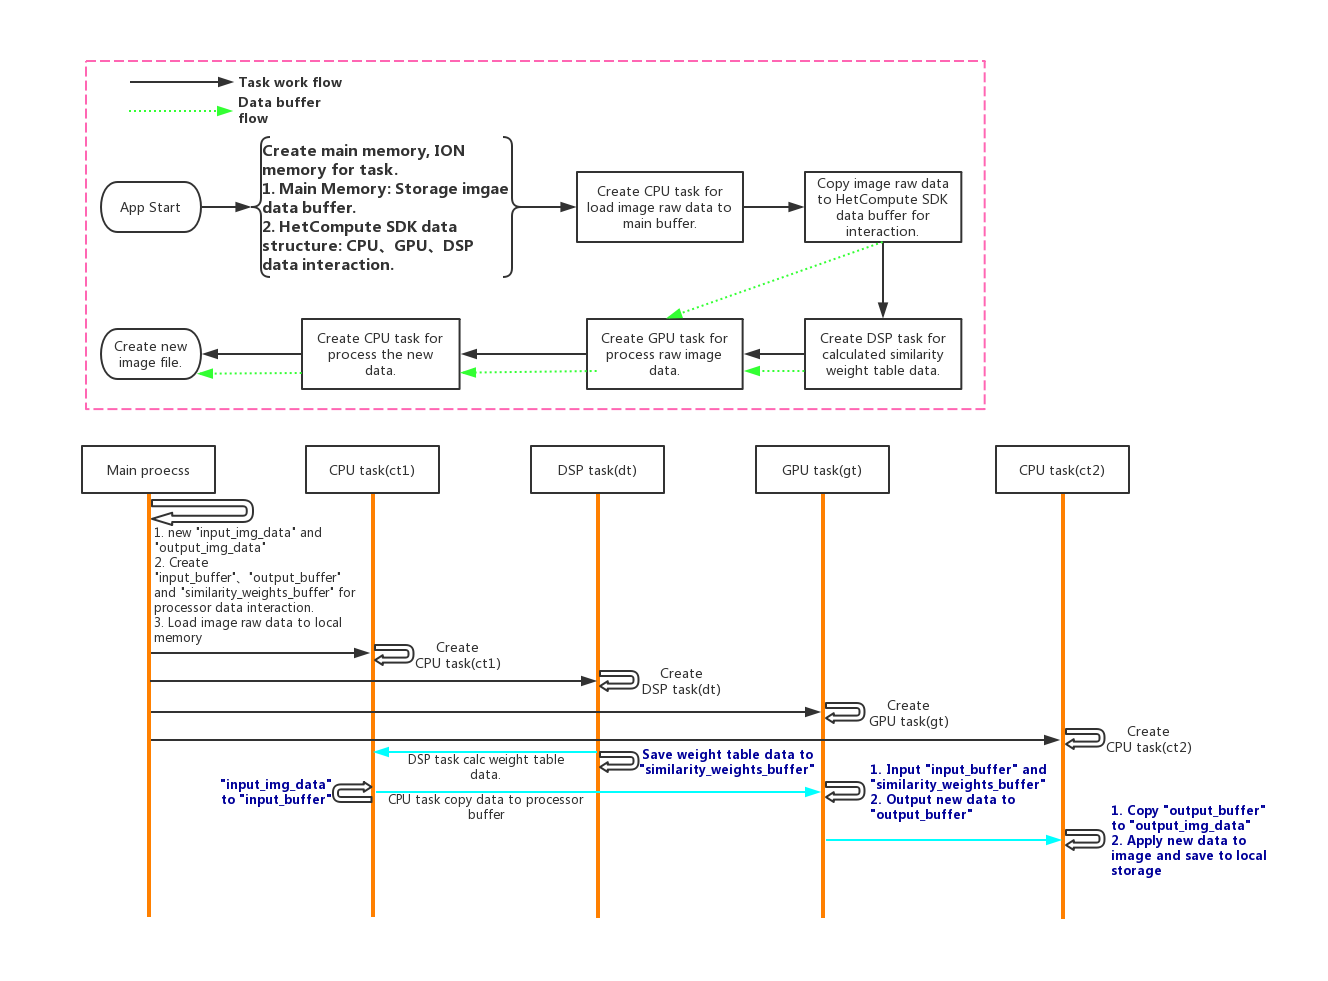 Task work flow
Data buffer
flow
App Start
Create main memory, ION
memory for task.
1. Main Memory: Storage imgae
data buffer.
2. HetCompute SDK data
structure: CPU、GPU、DSP
data interaction.
Create CPU task for
load image raw data to
main buffer.
Copy image raw data
to HetCompute SDK
data buffer for
interaction.
Create new
image file.
Create CPU task for
process the new
data.
Create GPU task for
process raw image
data.
Create DSP task for
calculated similarity
weight table data.
Main proecss
CPU task(ct1)
DSP task(dt)
GPU task(gt)
CPU task(ct2)
1. new "input_img_data" and
"output_img_data"
2. Create
"input_buffer"、"output_buffer"
and "similarity_weights_buffer" for
processor data interaction.
3. Load image raw data to local
memory
Create
CPU task(ct1)
Create
DSP task(dt)
Create
GPU task(gt)
Create
CPU task(ct2)
DSP task calc weight table
data.
Save weight table data to
"similarity_weights_buffer"
"input_img_data
to "input_buffer"
CPU task copy data to processor
buffer
1. Input "input_buffer" and
"similarity_weights_buffer"
2. Output new data to
"output_buffer"
1. Copy "output_buffer"
to "output_img_data"
2. Apply new data to
image and save to local
storage